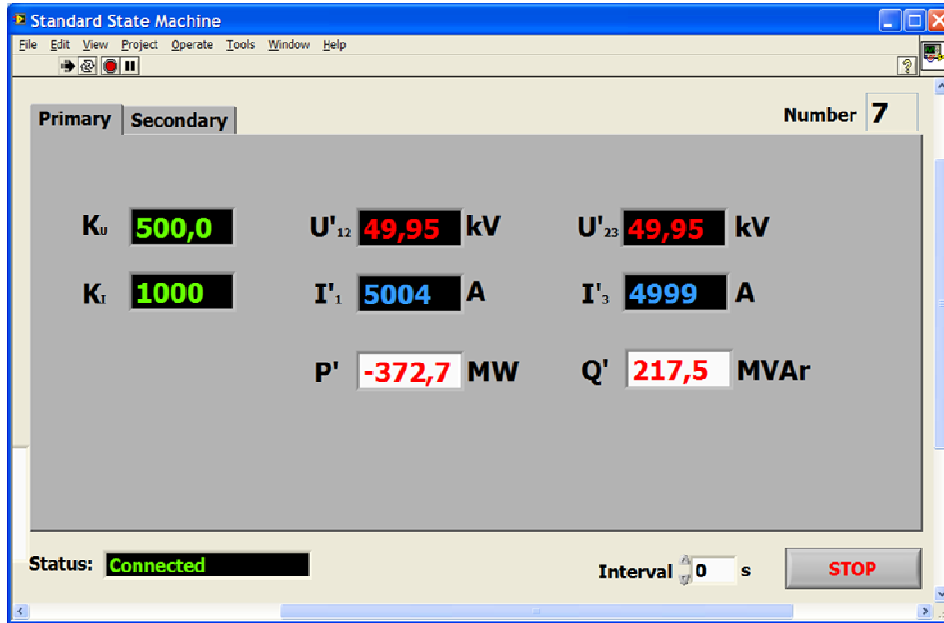 Standard State Machine
File Edit View Project Operate Tools Window Help
?
Primary Secondary Number 7
KU 500,0 U'12 49,95 kV U'23 49,95 kV
KI 1000 I'1 5004 A I'3 4999 A
P' -372,7 MW Q' 217,5 MVAr
Status: Connected Interval 0 s STOP